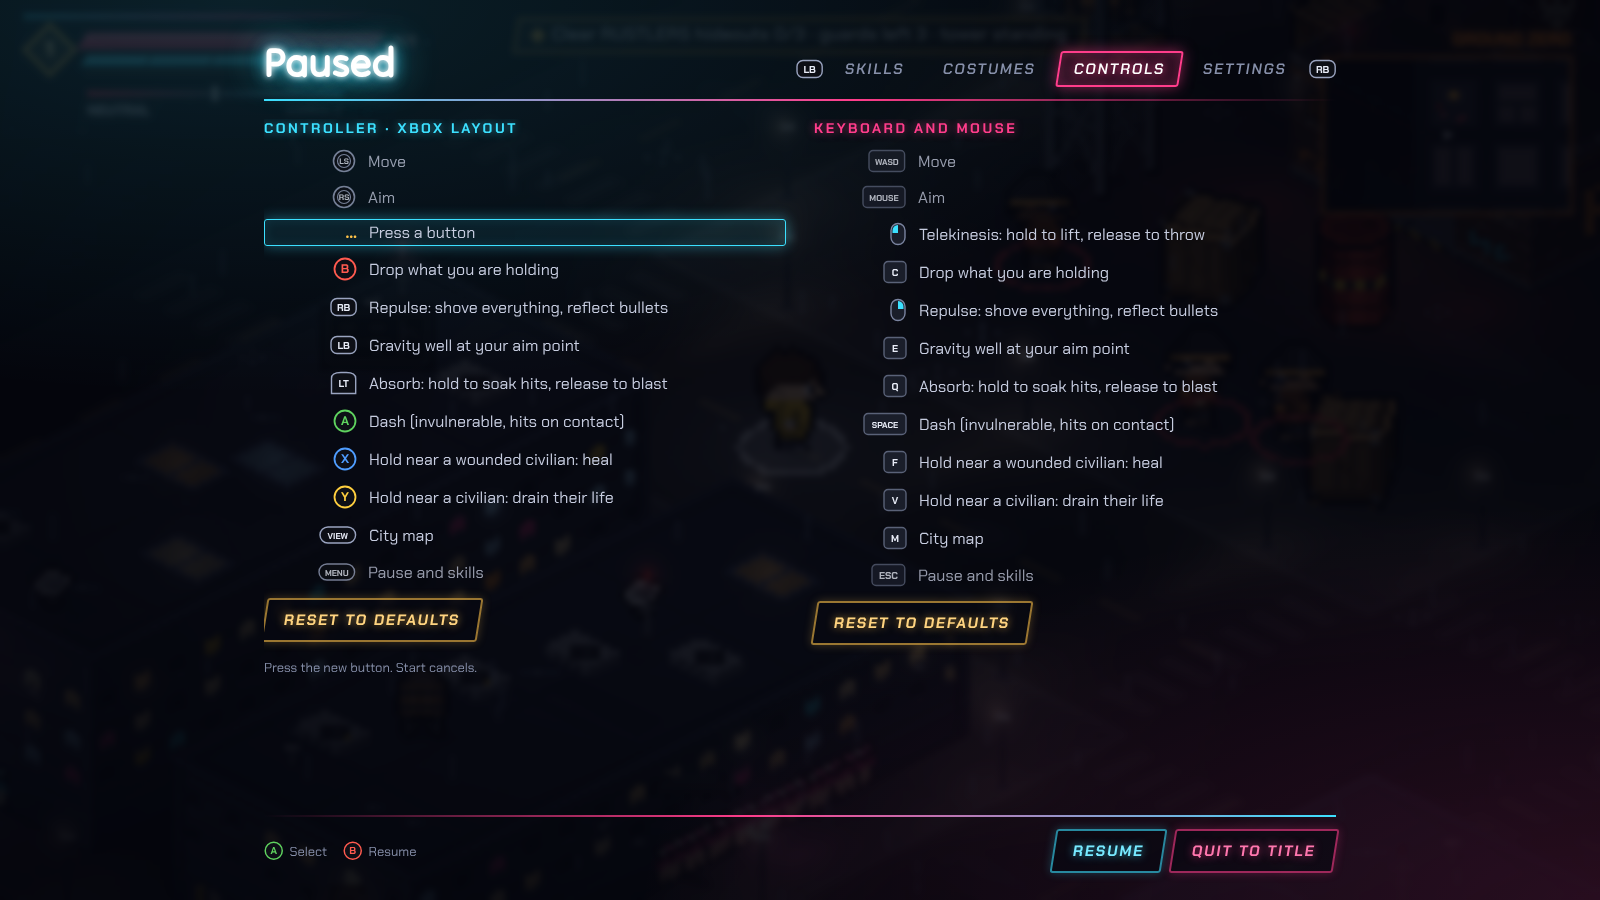 Paused
LB SKILLS COSTUMES CONTROLS SETTINGS RB
CONTROLLER · XBOX LAYOUT
LS Move
RS Aim
... Press a button
B Drop what you are holding
RB Repulse: shove everything, reflect bullets
LB Gravity well at your aim point
LT Absorb: hold to soak hits, release to blast
A Dash (invulnerable, hits on contact)
X Hold near a wounded civilian: heal
Y Hold near a civilian: drain their life
VIEW City map
MENU Pause and skills
RESET TO DEFAULTS
Press the new button. Start cancels.
KEYBOARD AND MOUSE
WASD Move
MOUSE Aim
Telekinesis: hold to lift, release to throw
C Drop what you are holding
Repulse: shove everything, reflect bullets
E Gravity well at your aim point
Q Absorb: hold to soak hits, release to blast
SPACE Dash (invulnerable, hits on contact)
F Hold near a wounded civilian: heal
V Hold near a civilian: drain their life
M City map
ESC Pause and skills
RESET TO DEFAULTS
A Select B Resume
RESUME QUIT TO TITLE